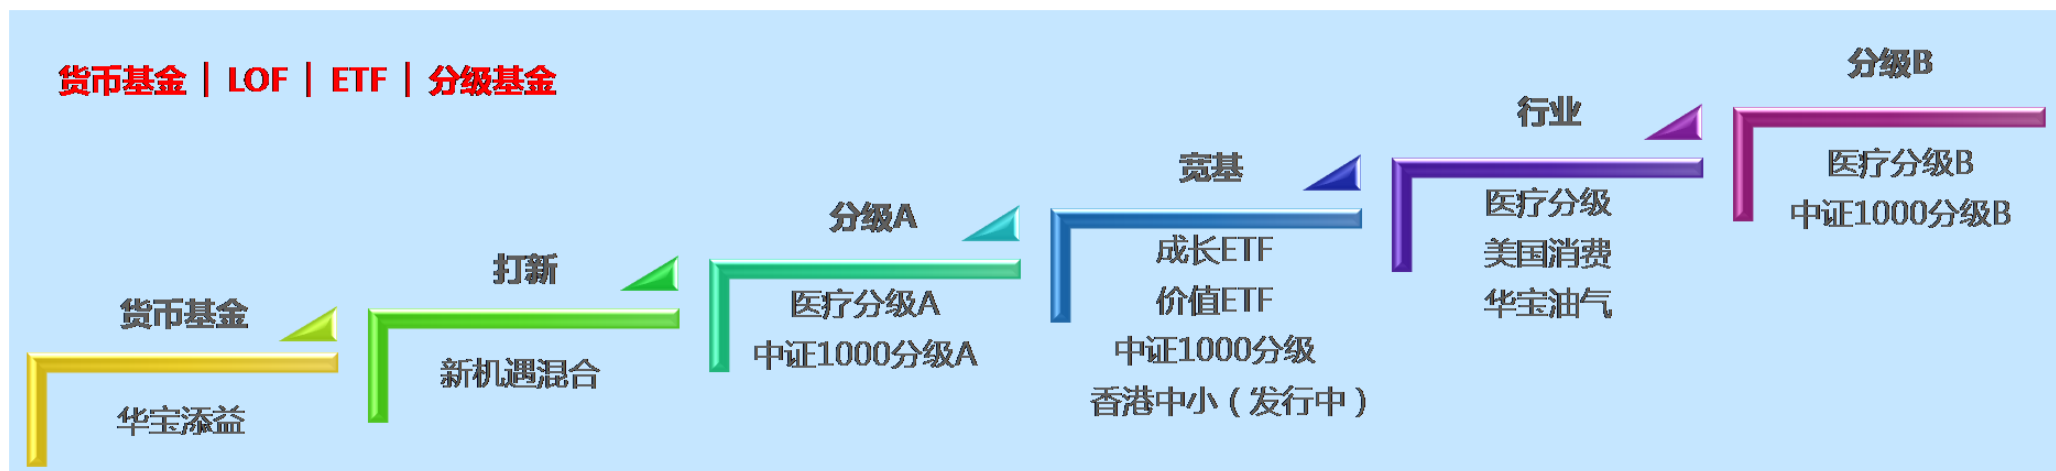 货币基金 | LOF | ETF | 分级基金
货币基金
华宝添益
打新
新机遇混合
分级A
医疗分级A
中证1000分级A
宽基
成长ETF
价值ETF
中证1000分级
香港中小（发行中）
行业
医疗分级
美国消费
华宝油气
分级B
医疗分级B
中证1000分级B